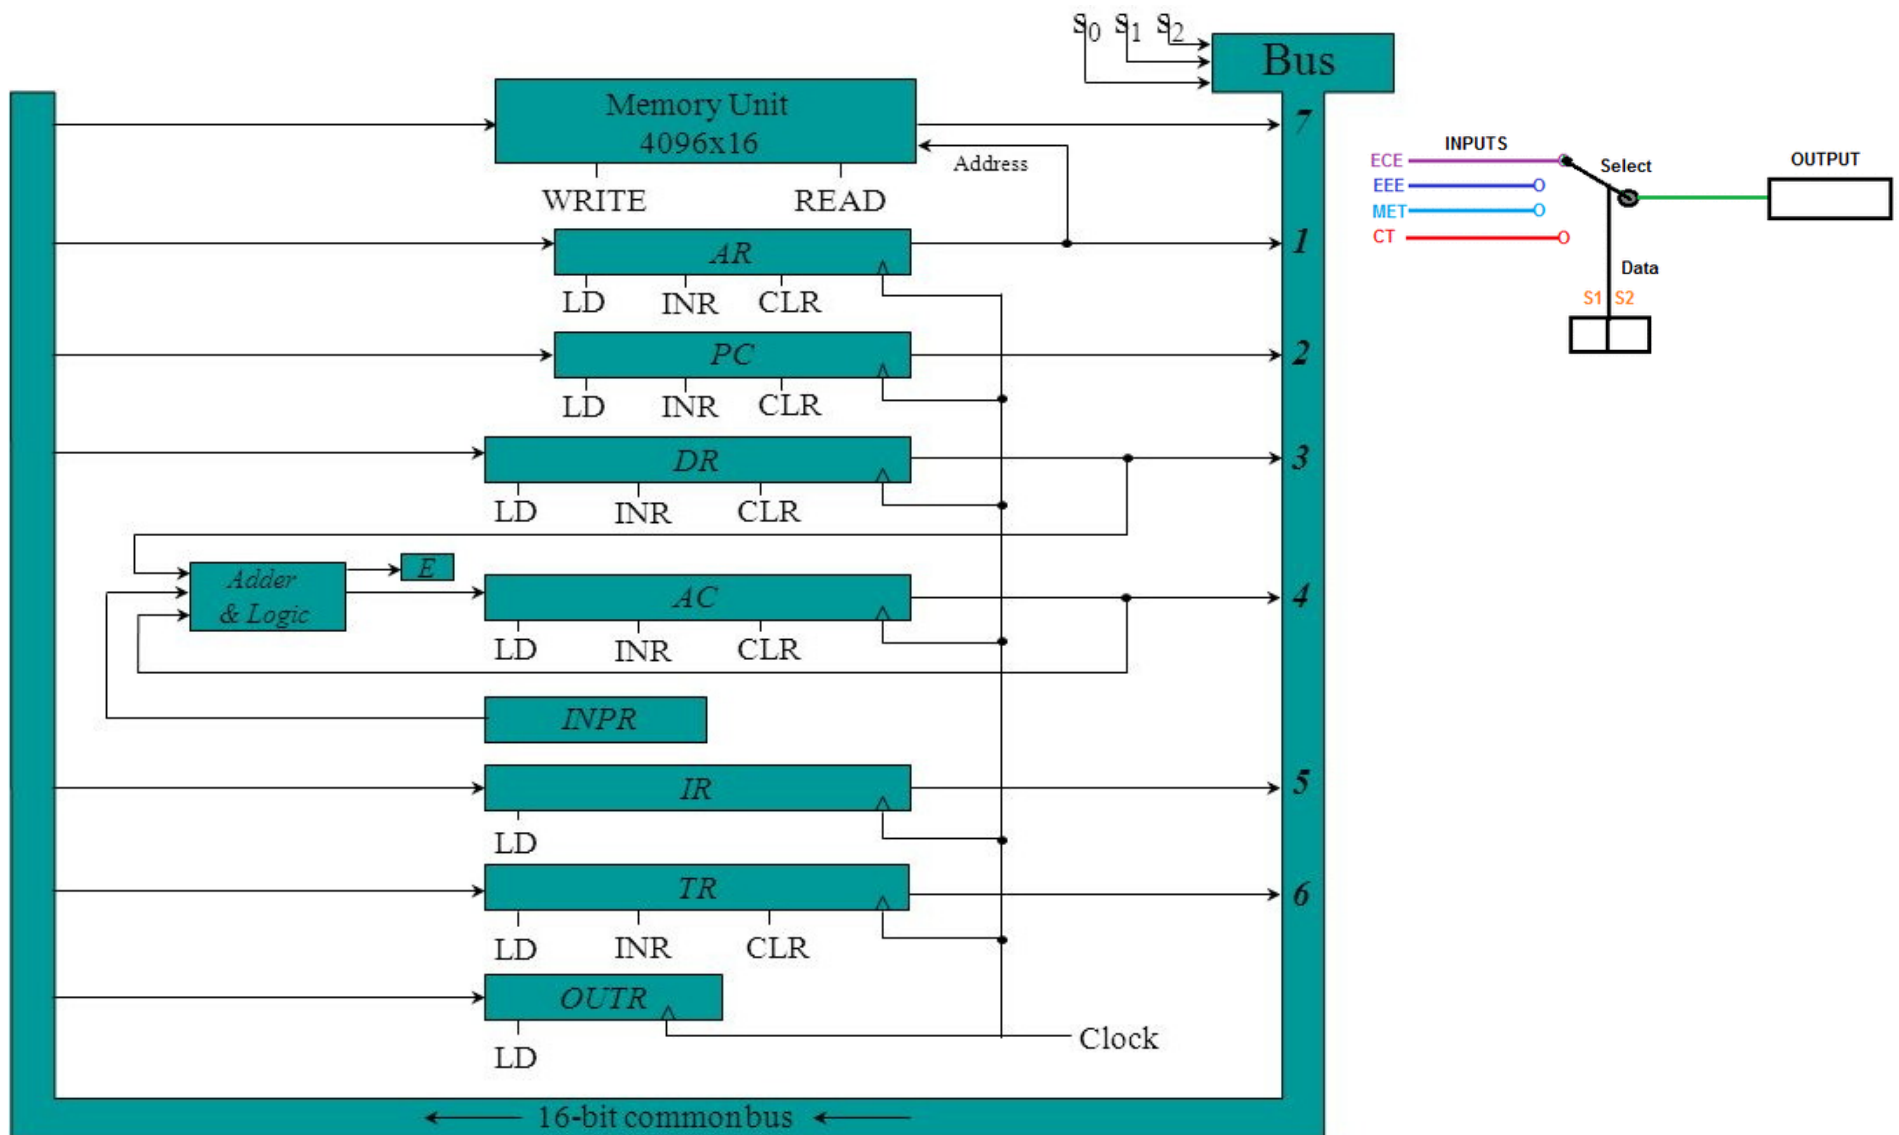 S0 S1 S2
Bus
Memory Unit
4096x16
7
Address
WRITE READ
AR
1
LD INR CLR
PC
2
LD INR CLR
DR
3
LD INR CLR
Adder
& Logic
E
AC
4
LD INR CLR
INPR
IR
5
LD
TR
6
LD INR CLR
OUTR
LD
Clock
16-bit common bus
INPUTS
ECE
EEE
MET
CT
Select
OUTPUT
Data
S1 S2